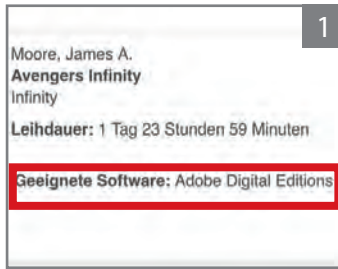 1
Moore, James A.
Avengers Infinity
Infinity
Leihdauer: 1 Tag 23 Stunden 59 Minuten
Geeignete Software: Adobe Digital Editions